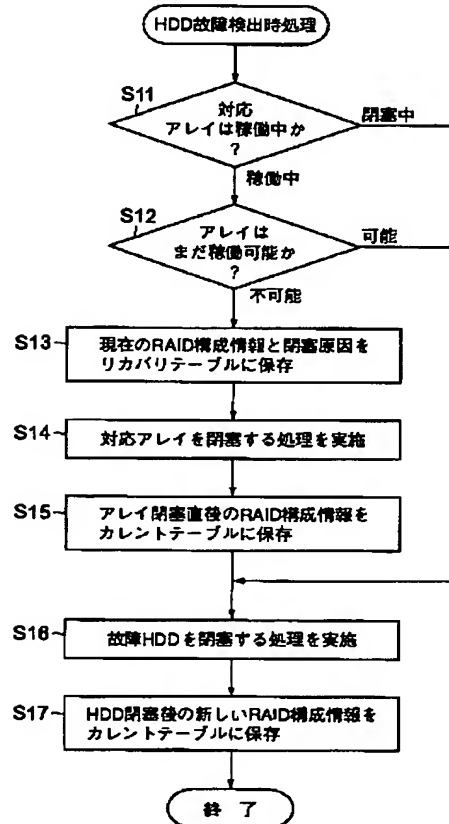 HDD故障検出時処理
S11
対応
アレイは稼働中か
?
閉塞中
稼働中
S12
アレイは
まだ稼働可能か
?
可能
不可能
S13
現在のRAID構成情報と閉塞原因を
リカバリテーブルに保存
S14
対応アレイを閉塞する処理を実施
S15
アレイ閉塞直後のRAID構成情報を
カレントテーブルに保存
S16
故障HDDを閉塞する処理を実施
S17
HDD閉塞後の新しいRAID構成情報を
カレントテーブルに保存
終 了